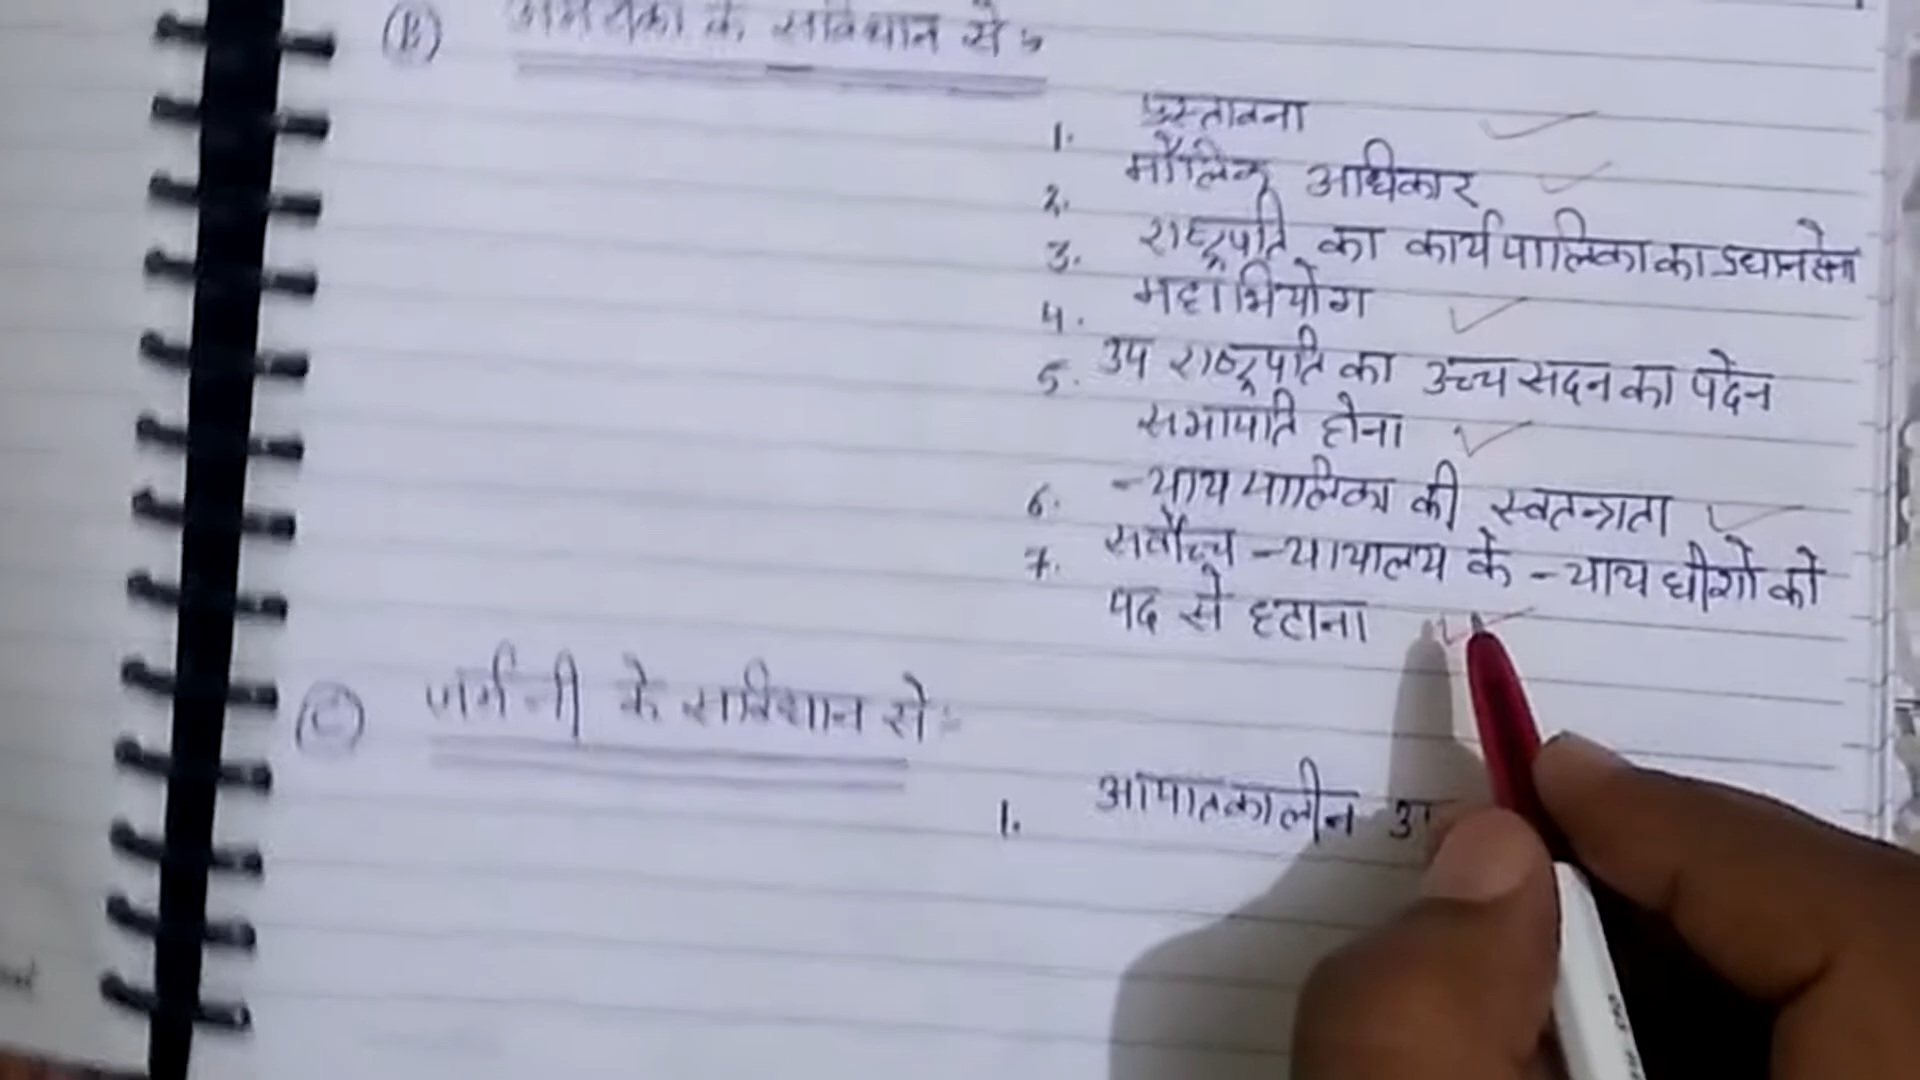 (B) अमेरीका के संविधान से
1. प्रस्तावना
2. मौलिक अधिकार
3. राष्ट्रपति का कार्यपालिका का प्रधान होना
4. महाभियोग
5. उप राष्ट्रपति का उच्च सदन का पदेन
सभापति होना
6. न्यायपालिका की स्वतन्त्रता
7. सर्वोच्च न्यायालय के न्यायधीशों को
पद से हटाना
(C) जर्मनी के संविधान से:-
1. आपातकालीन